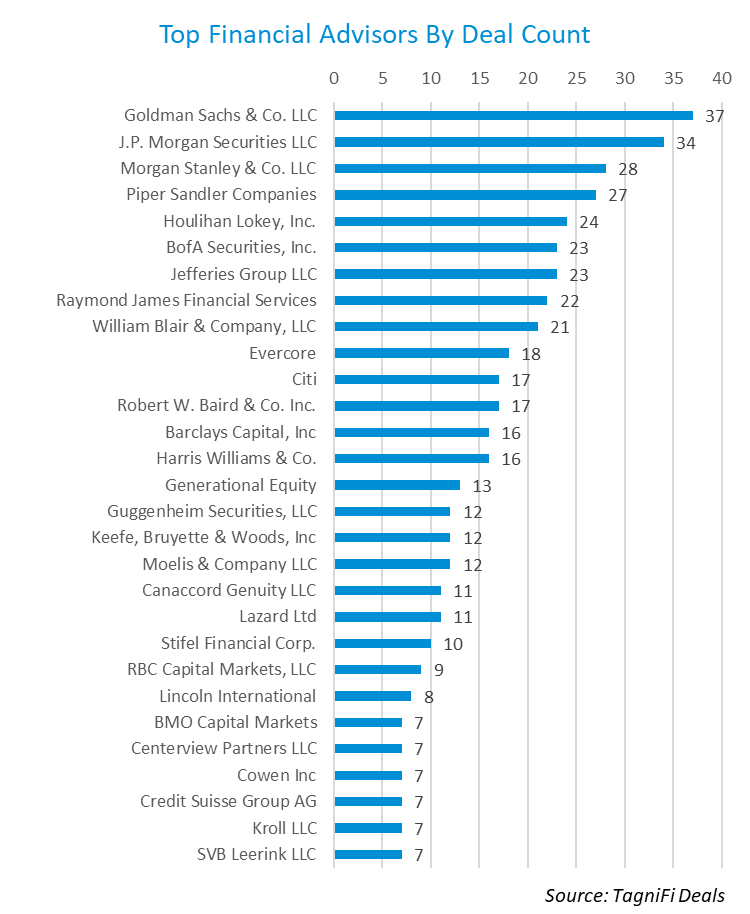 Top Financial Advisors By Deal Count
0 5 10 15 20 25 30 35 40
Goldman Sachs & Co. LLC 37
J.P. Morgan Securities LLC 34
Morgan Stanley & Co. LLC 28
Piper Sandler Companies 27
Houlihan Lokey, Inc. 24
BofA Securities, Inc. 23
Jefferies Group LLC 23
Raymond James Financial Services 22
William Blair & Company, LLC 21
Evercore 18
Citi 17
Robert W. Baird & Co. Inc. 17
Barclays Capital, Inc 16
Harris Williams & Co. 16
Generational Equity 13
Guggenheim Securities, LLC 12
Keefe, Bruyette & Woods, Inc 12
Moelis & Company LLC 12
Canaccord Genuity LLC 11
Lazard Ltd 11
Stifel Financial Corp. 10
RBC Capital Markets, LLC 9
Lincoln International 8
BMO Capital Markets 7
Centerview Partners LLC 7
Cowen Inc 7
Credit Suisse Group AG 7
Kroll LLC 7
SVB Leerink LLC 7
Source: TagniFi Deals